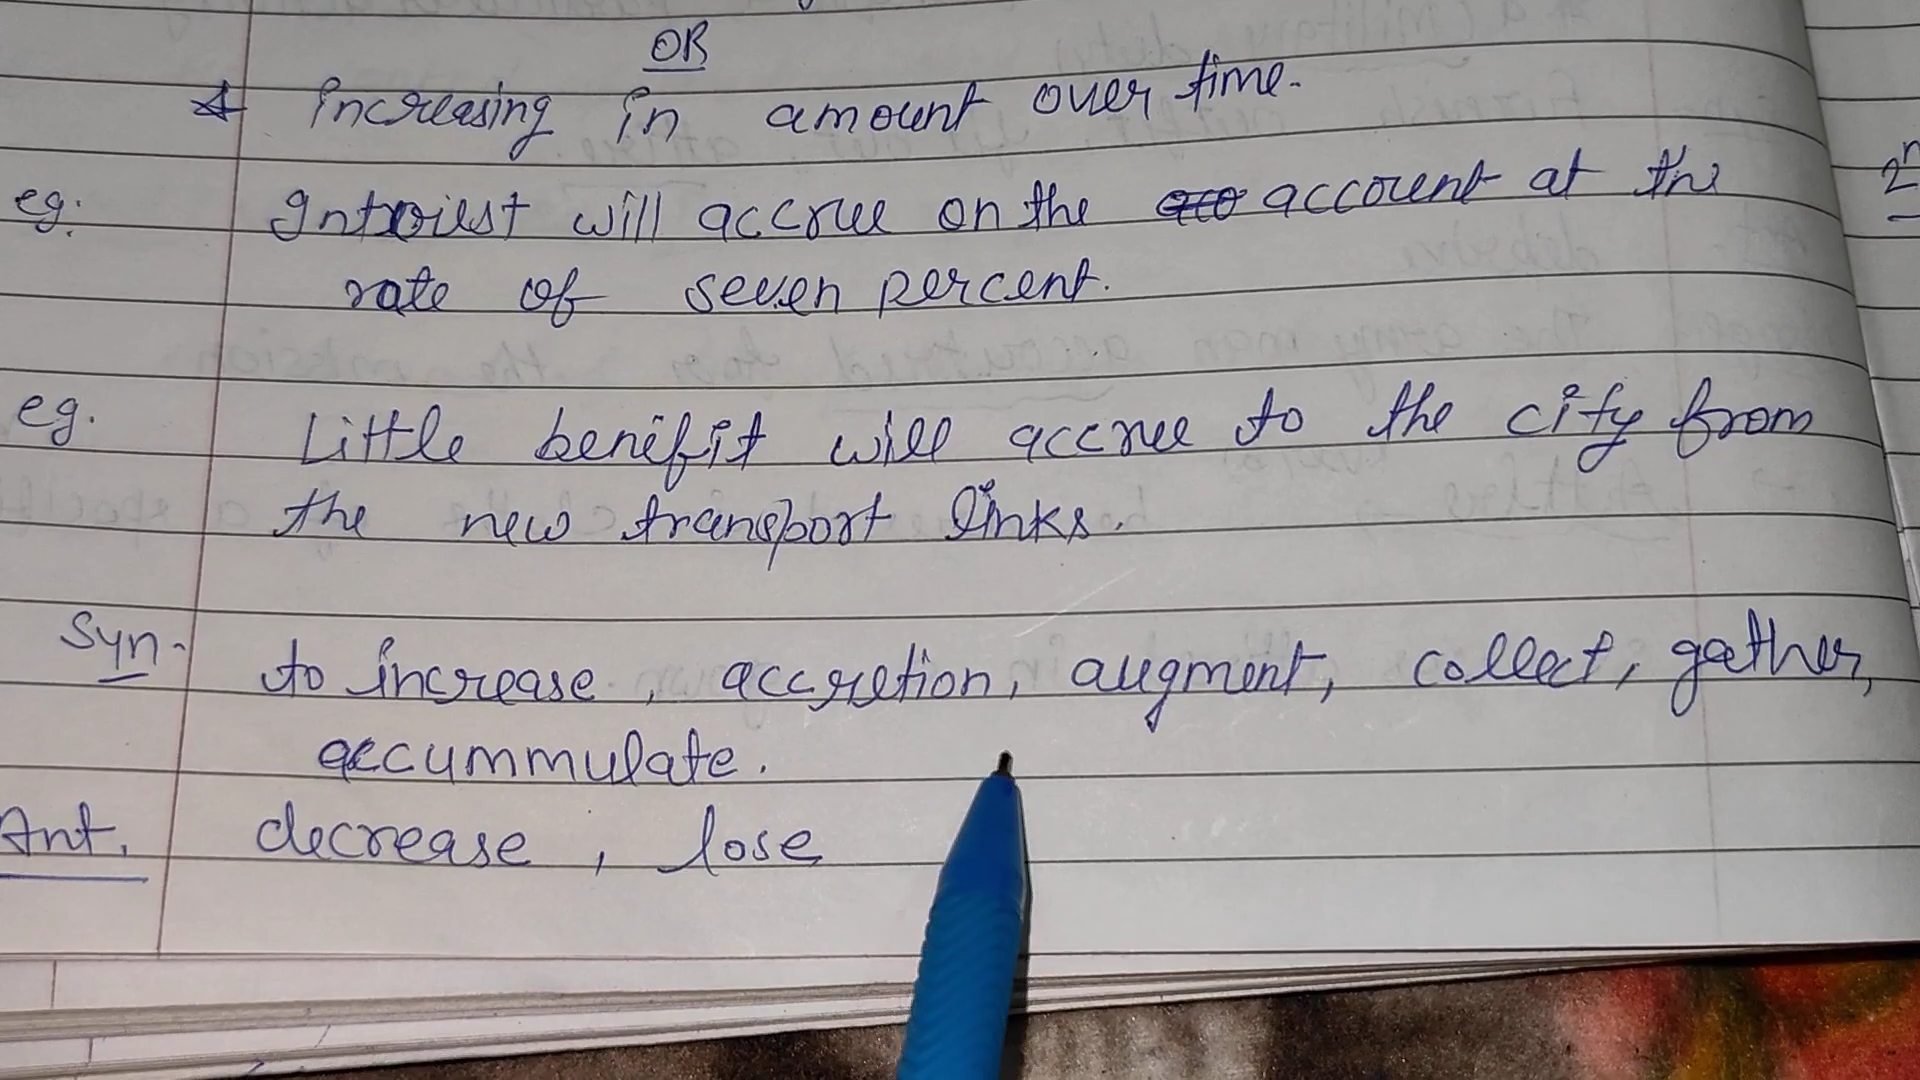 OR
Increasing in amount over time.
eg: Interest will accrue on the account at the
rate of seven percent.
eg. Little benefit will accrue to the city from
the new transport links.
Syn. to increase, accretion, augment, collect, gather,
accummulate.
Ant. decrease, lose